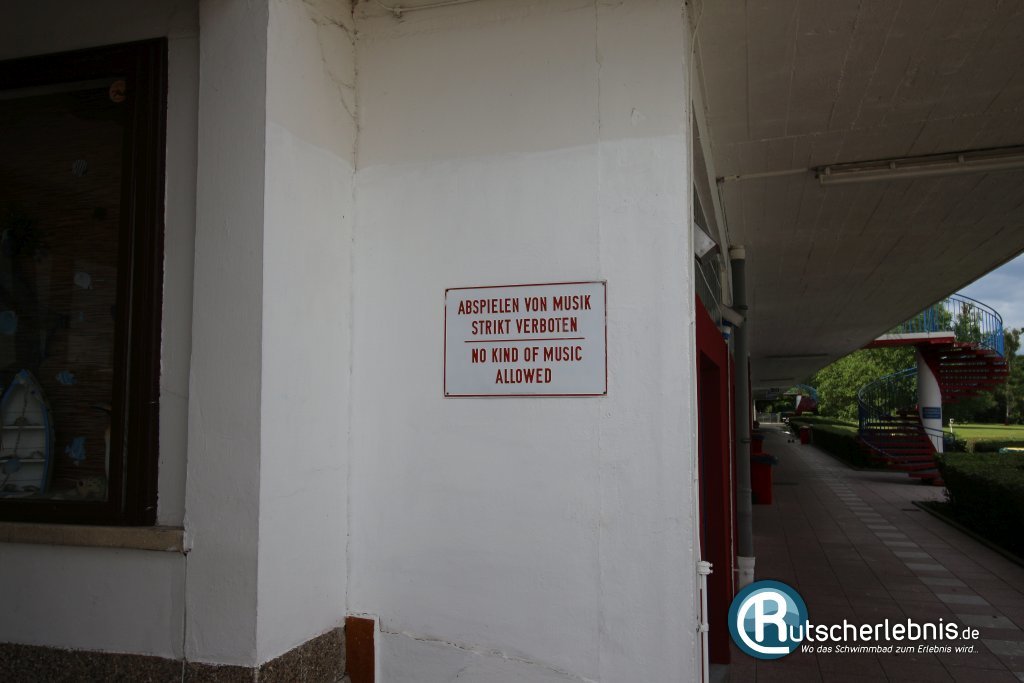 ABSPIELEN VON MUSIK
STRIKT VERBOTEN
NO KIND OF MUSIC
ALLOWED
Rutscherlebnis.de
Wo das Schwimmbad zum Erlebnis wird..